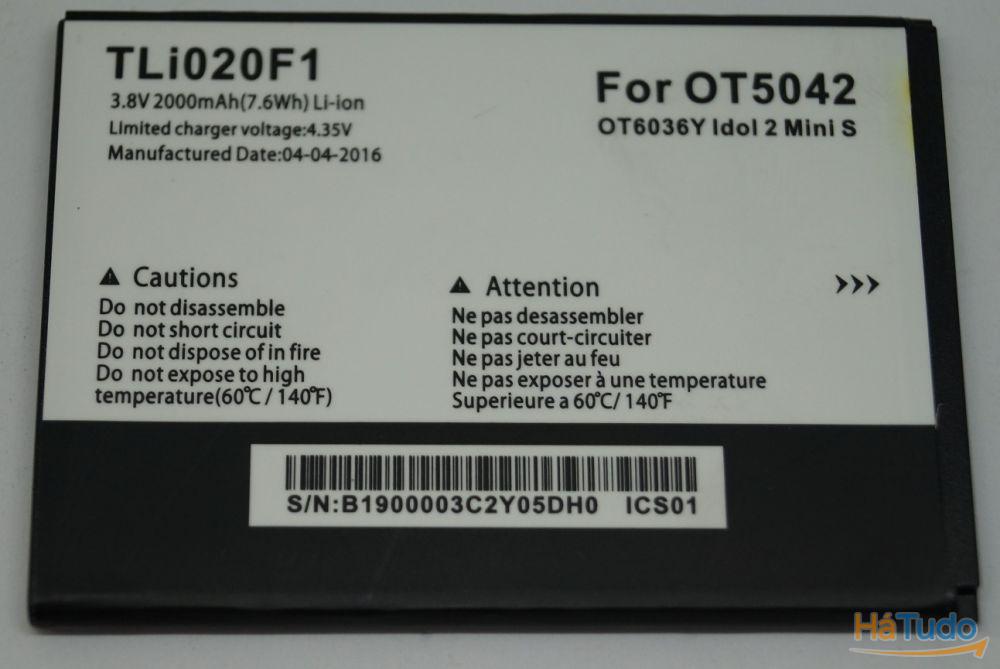 TLi020F1
3.8V 2000mAh(7.6Wh) Li-ion
LImited charger voltage:4.35V
Manufactured Date:04-04-2016
For OT5042
OT6036Y Idol 2 Mini S
Cautions
Do not disassemble
Do not short circuit
Do not dispose of in fire
Do not expose to high
temperature(60℃ / 140℉)
Attention
Ne pas desassembler
Ne pas court-circuiter
Ne pas jeter au feu
Ne pas exposer à une temperature
Superieure a 60℃/ 140℉
S/N:B1900003C2Y05DH0 ICS01
HáTudo